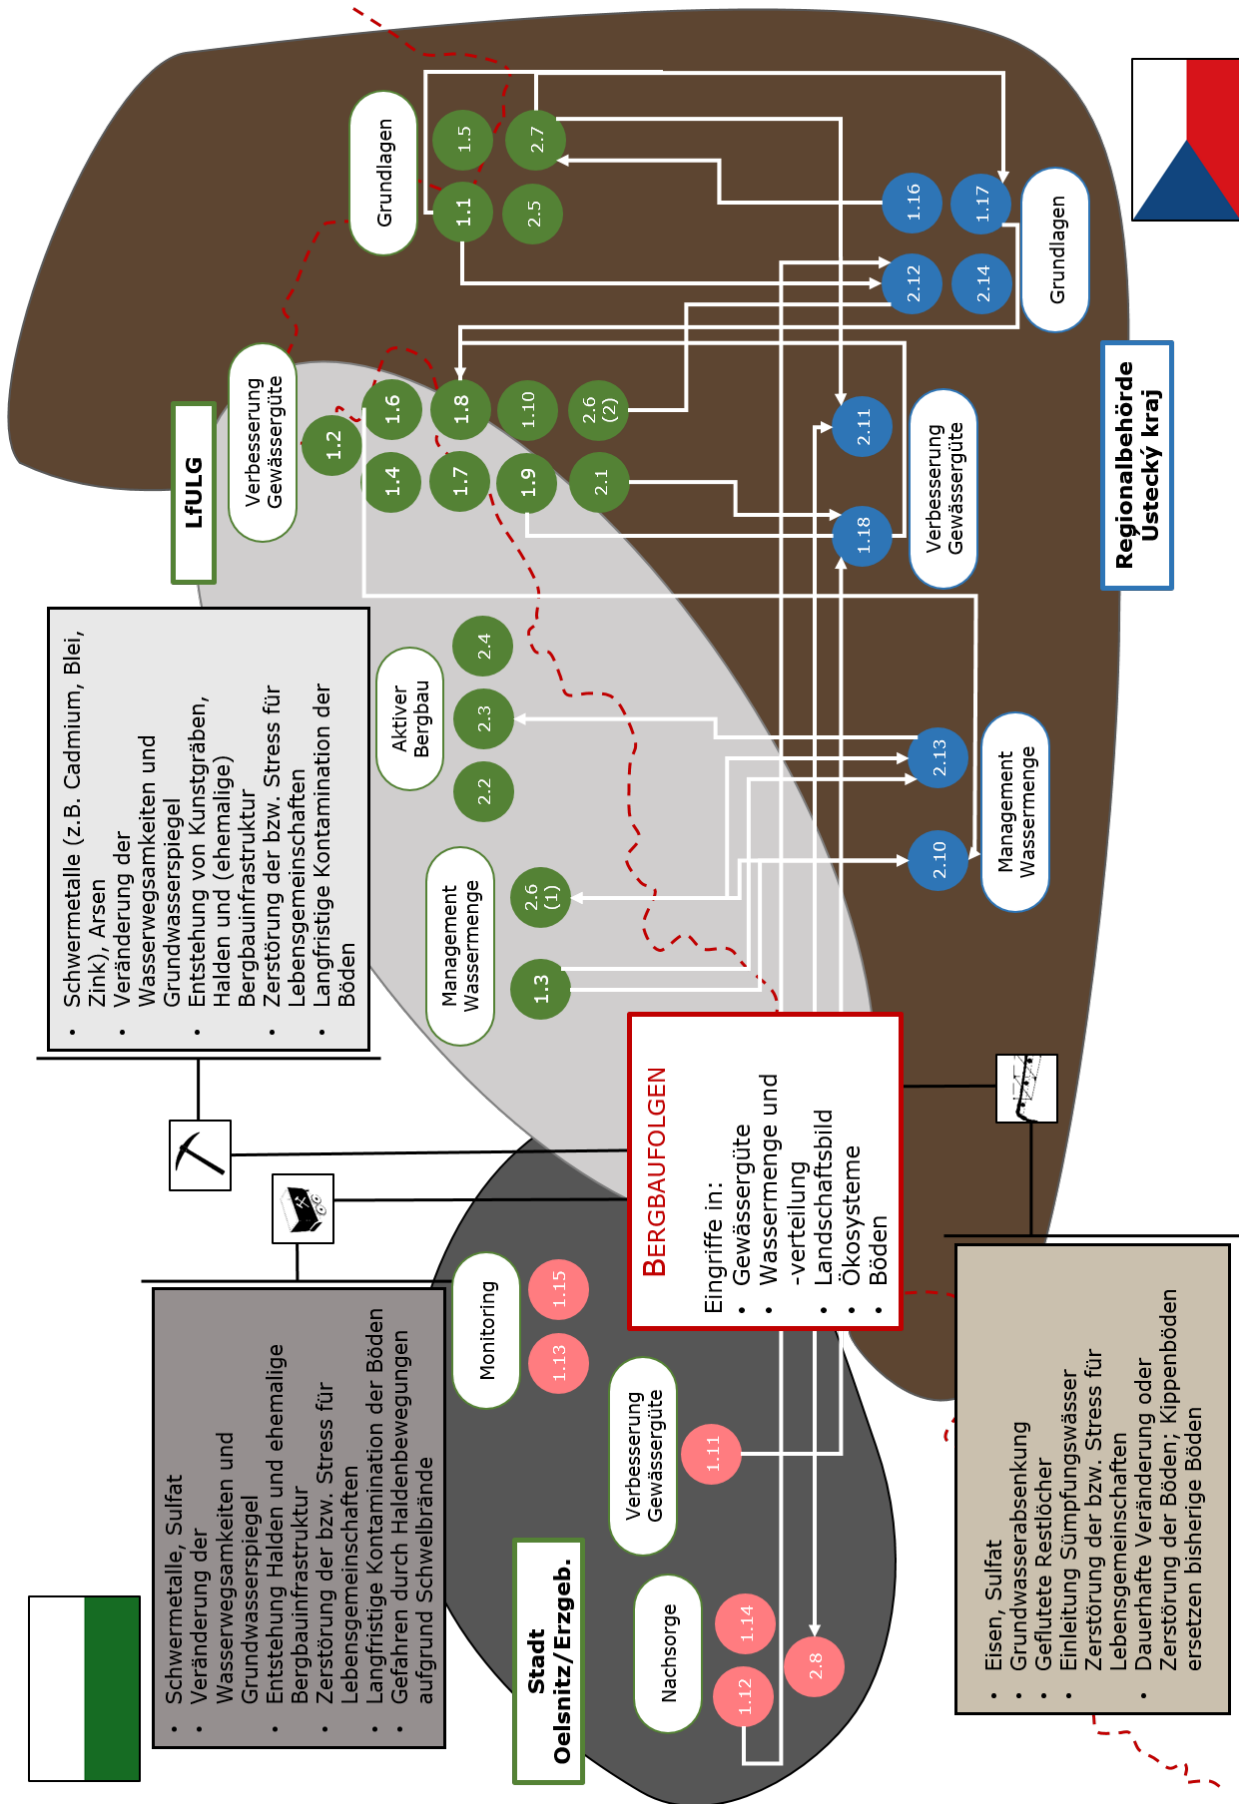 • Schwermetalle, Sulfat
• Veränderung der
Wasserwegsamkeiten und
Grundwasserspiegel
• Entstehung Halden und ehemalige
Bergbauinfrastruktur
• Zerstörung der bzw. Stress für
Lebensgemeinschaften
• Langfristige Kontamination der Böden
• Gefahren durch Haldenbewegungen
aufgrund Schwelbrände
• Schwermetalle (z.B. Cadmium, Blei,
Zink), Arsen
• Veränderung der
Wasserwegsamkeiten und
Grundwasserspiegel
• Entstehung von Kunstgräben,
Halden und (ehemalige)
Bergbauinfrastruktur
• Zerstörung der bzw. Stress für
Lebensgemeinschaften
• Langfristige Kontamination der
Böden
LfULG
Verbesserung
Gewässergüte
1.2
1.4
1.6
1.7
1.8
1.9
1.10
2.1
2.6
(2)
Grundlagen
1.1
1.5
2.5
2.7
Aktiver
Bergbau
2.2
2.3
2.4
Management
Wassermenge
1.3
2.6
(1)
Monitoring
1.13
1.15
Stadt
Oelsnitz/Erzgeb.
Verbesserung
Gewässergüte
1.11
Nachsorge
1.12
1.14
2.8
BERGBAUFOLGEN
Eingriffe in:
• Gewässergüte
• Wassermenge und
-verteilung
• Landschaftsbild
• Ökosysteme
• Böden
2.10
2.13
Management
Wassermenge
1.18
2.11
Verbesserung
Gewässergüte
2.12
1.16
2.14
1.17
Grundlagen
Regionalbehörde
Ústecký kraj
• Eisen, Sulfat
• Grundwasserabsenkung
• Geflutete Restlöcher
• Einleitung Sümpfungswässer
• Zerstörung der bzw. Stress für
Lebensgemeinschaften
• Dauerhafte Veränderung oder
Zerstörung der Böden; Kippenböden
ersetzen bisherige Böden